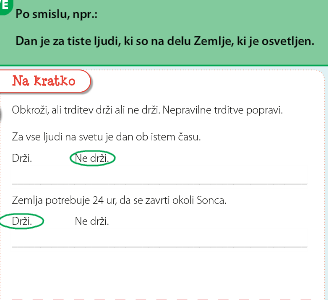 Po smislu, npr.:
Dan je za tiste ljudi, ki so na delu Zemlje, ki je osvetljen.
Na kratko
Obkroži, ali trditev drži ali ne drži. Nepravilne trditve popravi.
Za vse ljudi na svetu je dan ob istem času.
Drži. Ne drži.
Zemlja potrebuje 24 ur, da se zavrti okoli Sonca.
Drži. Ne drži.